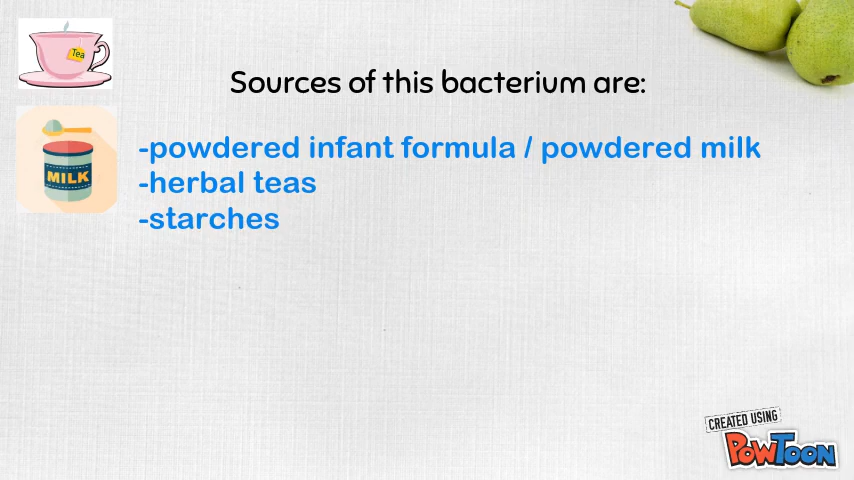 Tea
Sources of this bacterium are:
MILK
-powdered infant formula / powdered milk
-herbal teas
-starches
CREATED USING
POWTOON